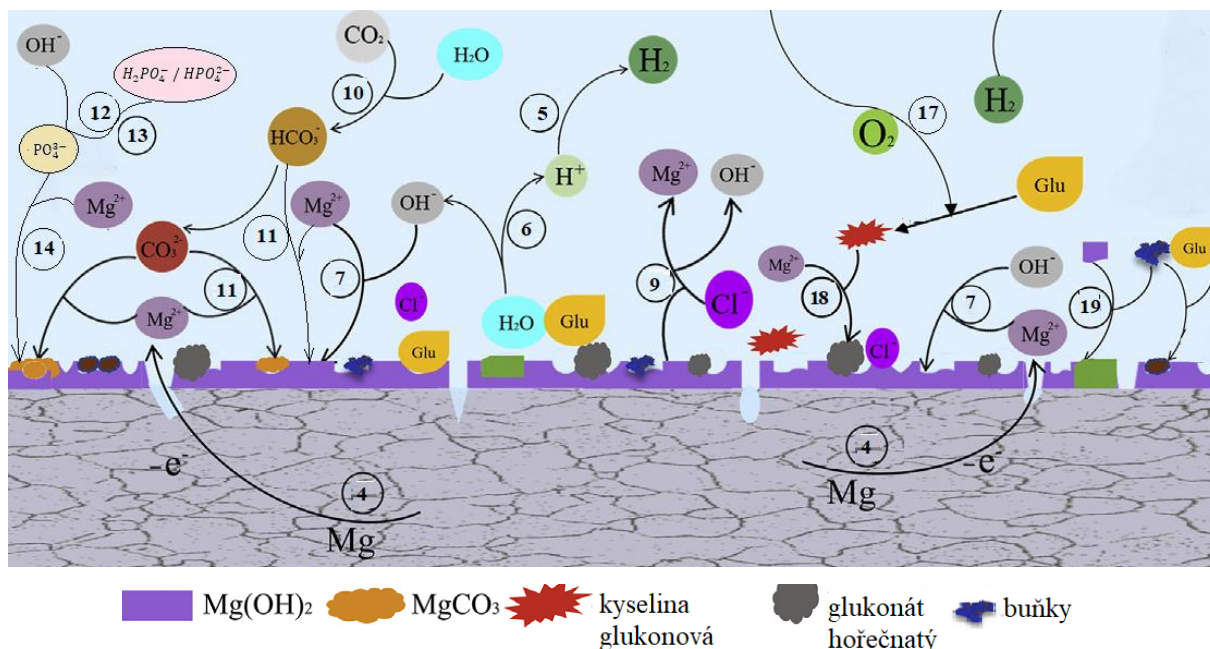 OH⁻
CO₂
H₂O
H₂
H₂PO₄⁻ / HPO₄²⁻
10
5
H₂
17
12
O₂
13
HCO₃⁻
PO₄³⁻
H⁺
Mg²⁺
OH⁻
Glu
Mg²⁺
Mg²⁺
OH⁻
11
6
14
CO₃²⁻
Glu
Mg²⁺
OH⁻
7
9
18
7
19
11
Cl⁻
Cl⁻
Mg²⁺
H₂O
Glu
Mg²⁺
Glu
Cl⁻
4
-e⁻
-e⁻
4
Mg
Mg
Mg(OH)₂
MgCO₃
kyselina
glukonová
glukonát
hořečnatý
buňky